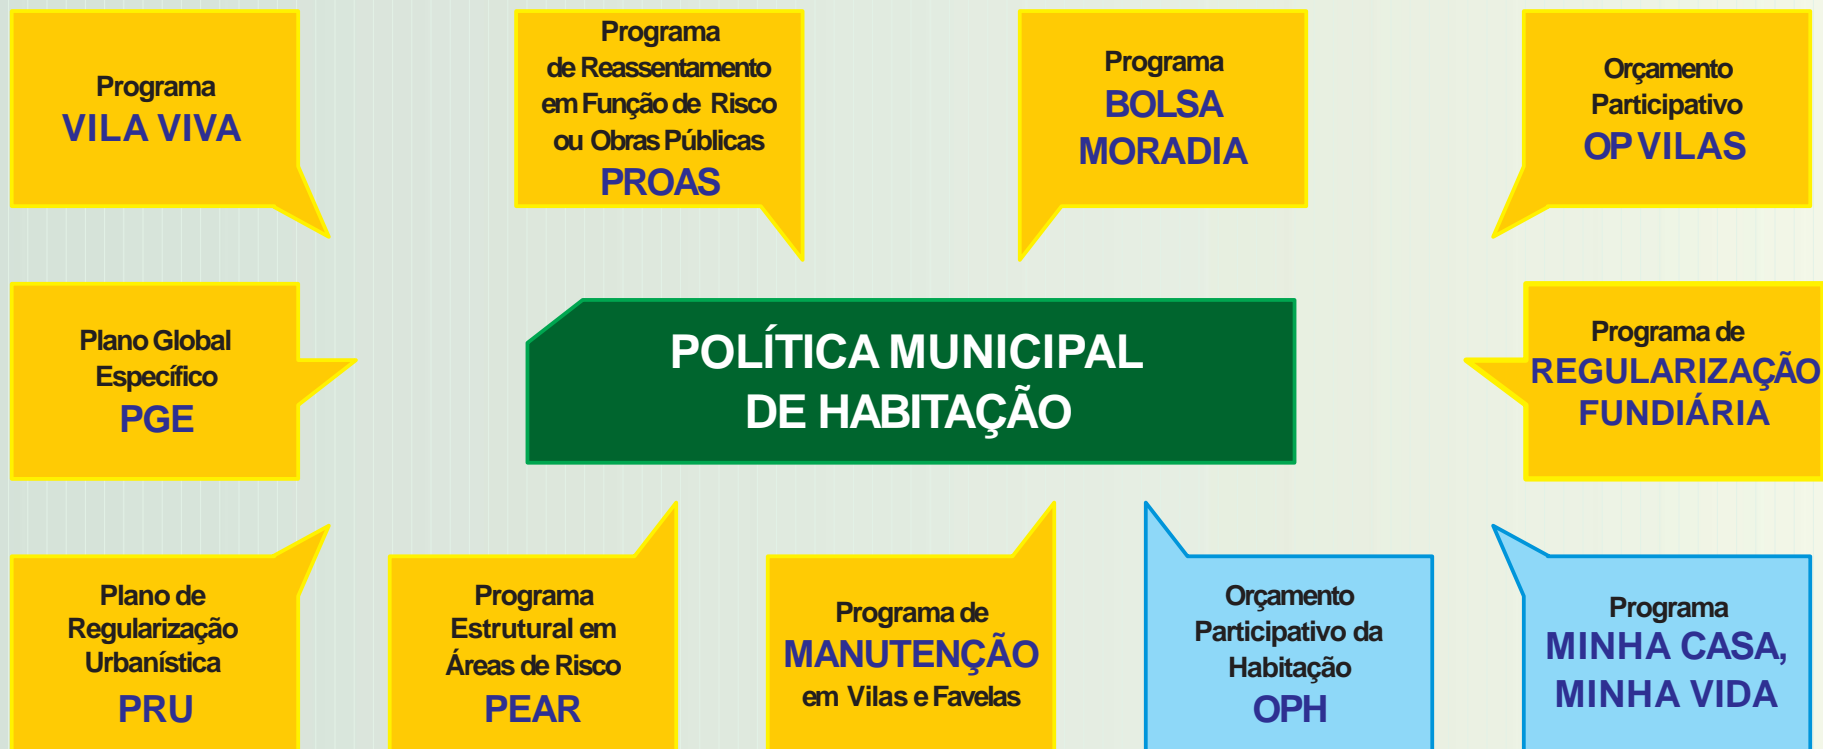 Programa
VILA VIVA
Programa
de Reassentamento
em Função de Risco
ou Obras Públicas
PROAS
Programa
BOLSA
MORADIA
Orçamento
Participativo
OP VILAS
Plano Global
Específico
PGE
POLÍTICA MUNICIPAL
DE HABITAÇÃO
Programa de
REGULARIZAÇÃO
FUNDIÁRIA
Plano de
Regularização
Urbanística
PRU
Programa
Estrutural em
Áreas de Risco
PEAR
Programa de
MANUTENÇÃO
em Vilas e Favelas
Orçamento
Participativo da
Habitação
OPH
Programa
MINHA CASA,
MINHA VIDA